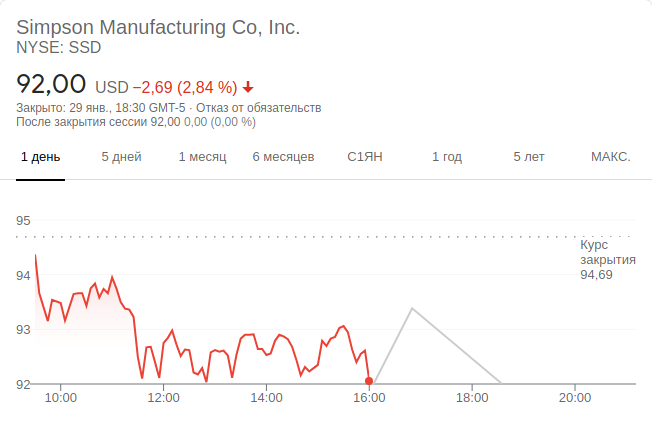 Simpson Manufacturing Co, Inc.
NYSE: SSD
92,00 USD −2,69 (2,84 %)
Закрыто: 29 янв., 18:30 GMT-5 · Отказ от обязательств
После закрытия сессии 92,00 0,00 (0,00 %)
1 день 5 дней 1 месяц 6 месяцев С1ЯН 1 год 5 лет МАКС.
95
Курс
закрытия
94,69
94
93
92
10:00 12:00 14:00 16:00 18:00 20:00